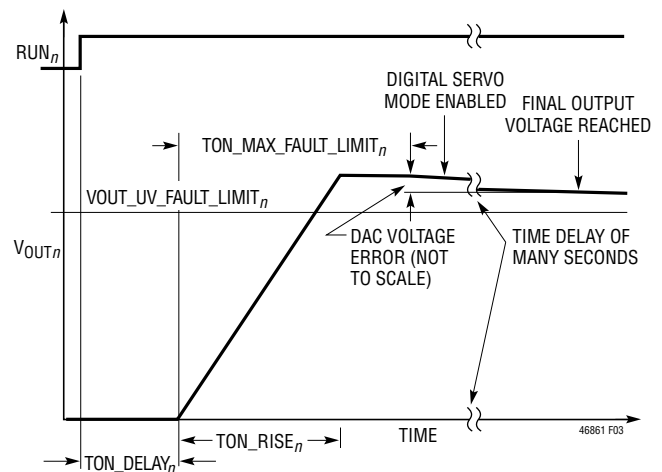 RUNn
DIGITAL SERVO
MODE ENABLED
FINAL OUTPUT
VOLTAGE REACHED
TON_MAX_FAULT_LIMITn
VOUT_UV_FAULT_LIMITn
VOUTn
DAC VOLTAGE
ERROR (NOT
TO SCALE)
TIME DELAY OF
MANY SECONDS
TON_RISEn
TIME
46861 F03
TON_DELAYn